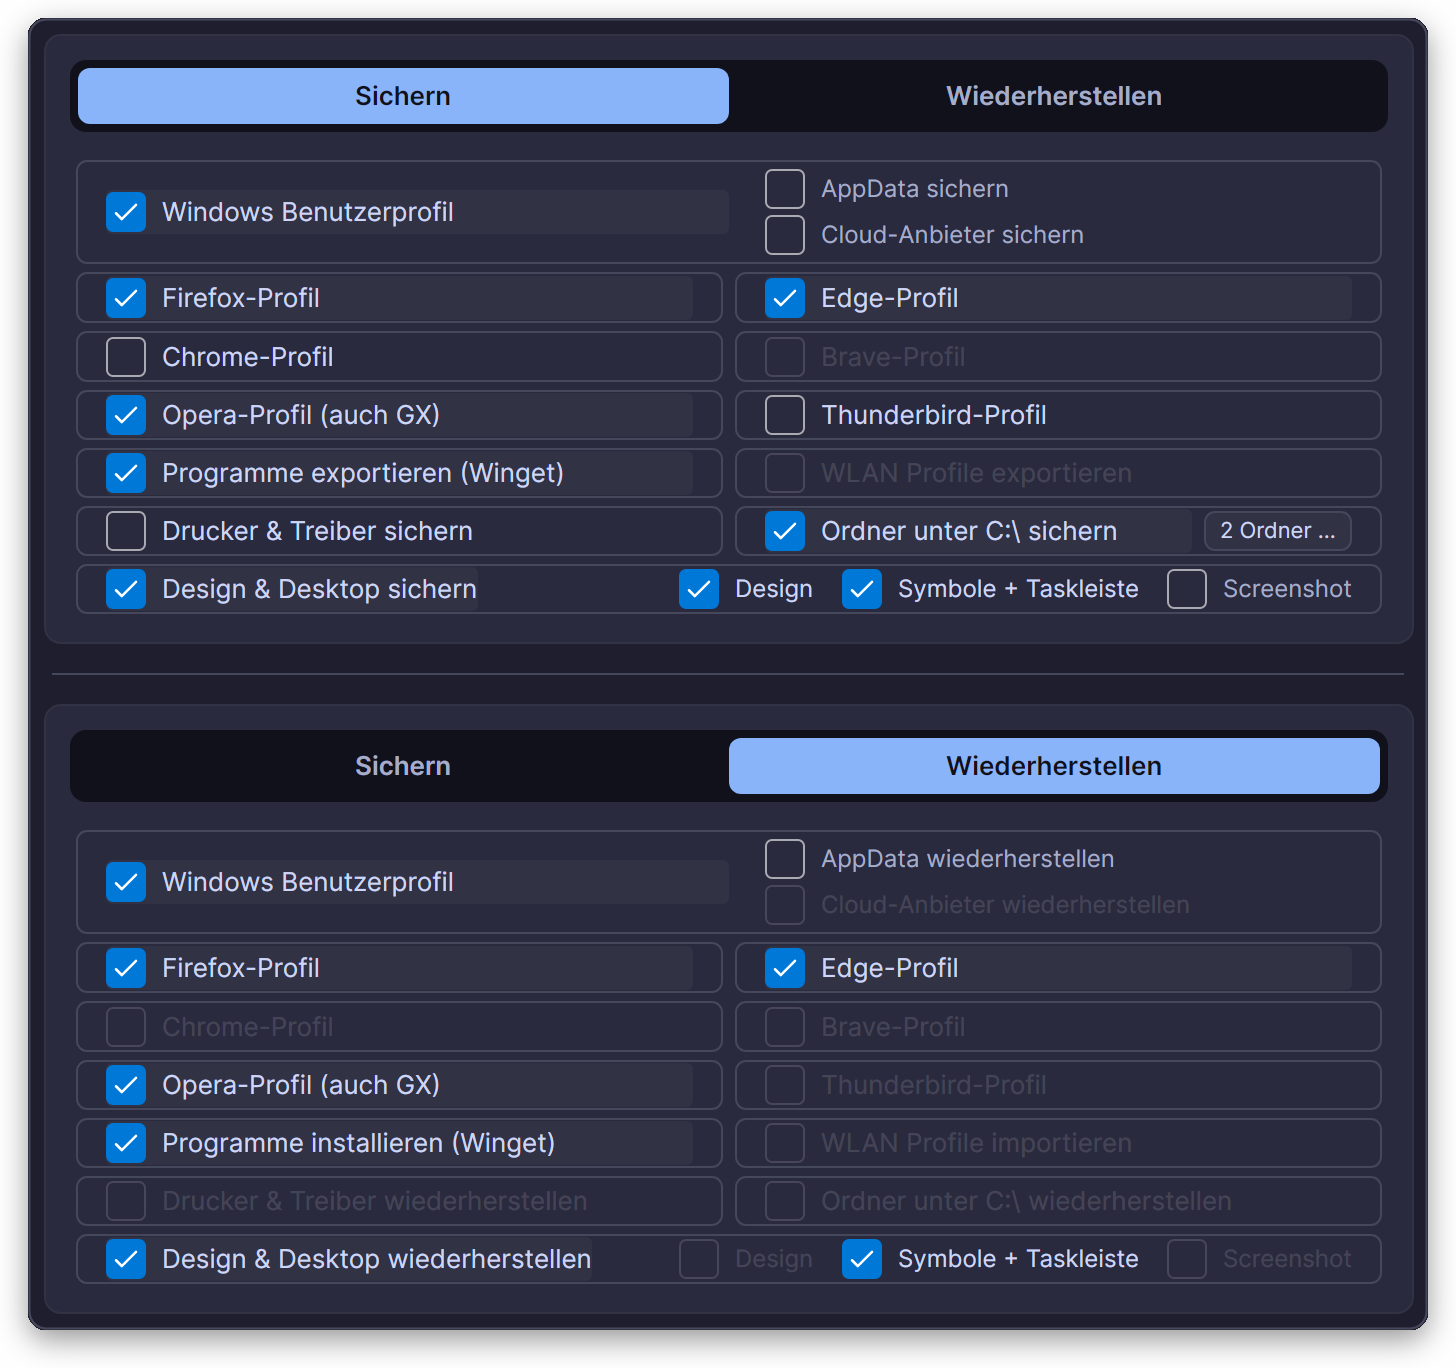 Sichern Wiederherstellen
Windows Benutzerprofil
AppData sichern
Cloud-Anbieter sichern
Firefox-Profil Edge-Profil
Chrome-Profil Brave-Profil
Opera-Profil (auch GX) Thunderbird-Profil
Programme exportieren (Winget) WLAN Profile exportieren
Drucker & Treiber sichern Ordner unter C:\ sichern 2 Ordner ...
Design & Desktop sichern Design Symbole + Taskleiste Screenshot
Sichern Wiederherstellen
Windows Benutzerprofil
AppData wiederherstellen
Cloud-Anbieter wiederherstellen
Firefox-Profil Edge-Profil
Chrome-Profil Brave-Profil
Opera-Profil (auch GX) Thunderbird-Profil
Programme installieren (Winget) WLAN Profile importieren
Drucker & Treiber wiederherstellen Ordner unter C:\ wiederherstellen
Design & Desktop wiederherstellen Design Symbole + Taskleiste Screenshot